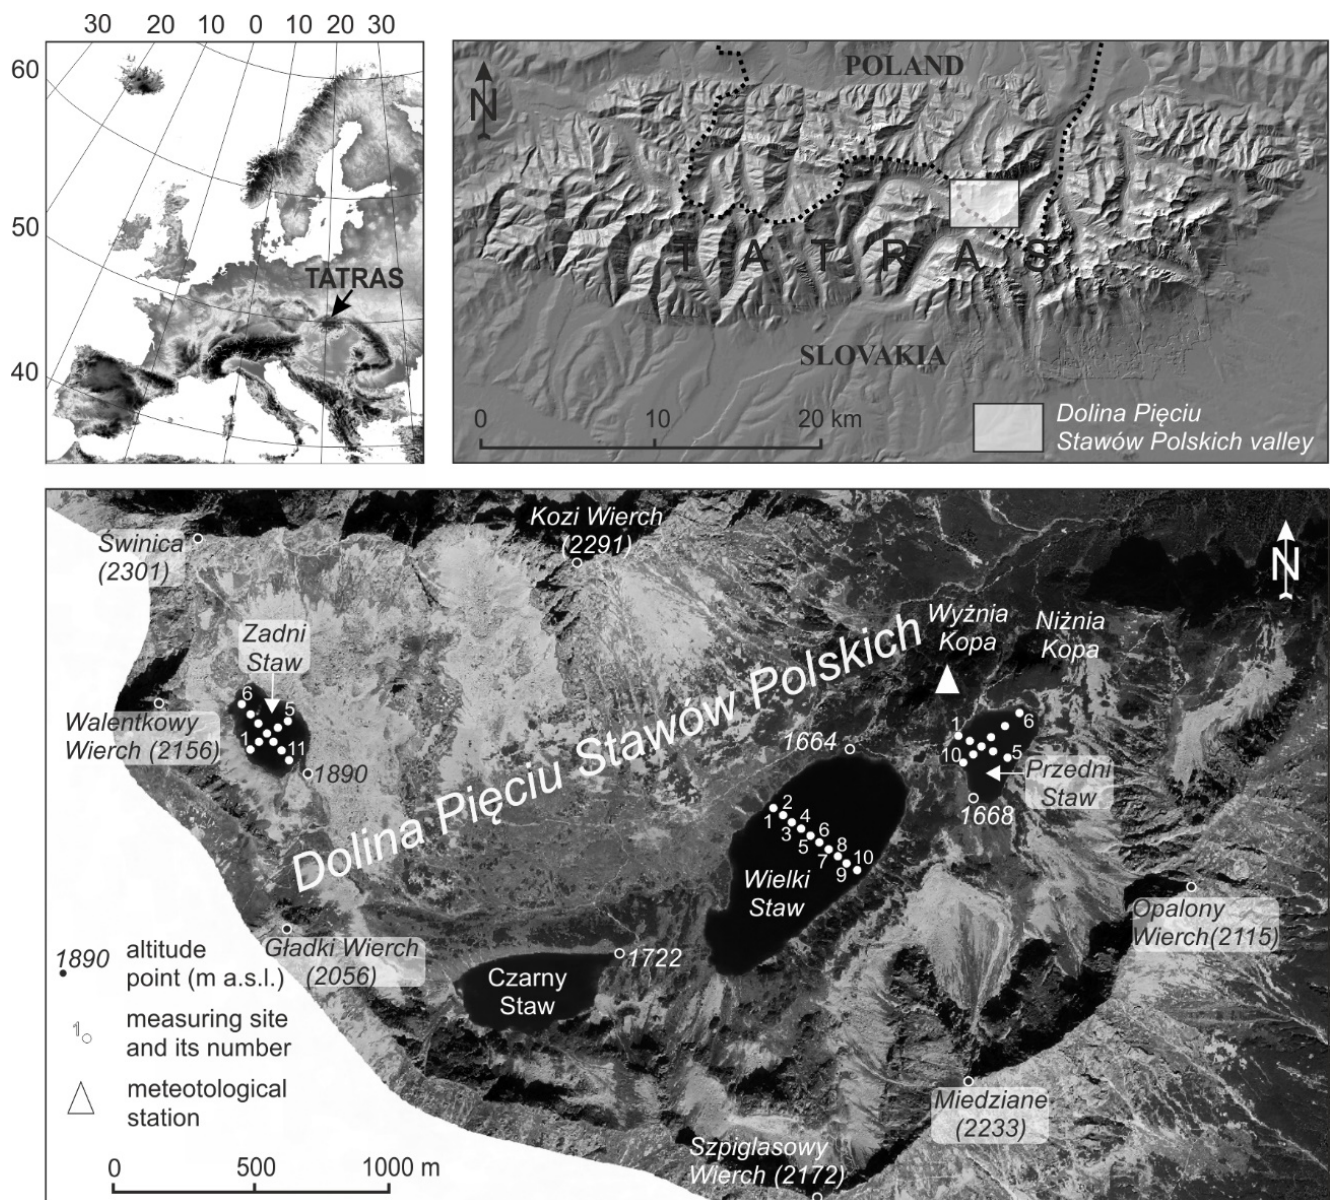 30 20 10 0 10 20 30
60
50
40
TATRAS
N
POLAND
T A T R A S
SLOVAKIA
0 10 20 km
Dolina Pięciu
Stawów Polskich valley
Świnica
(2301)
Kozi Wierch
(2291)
N
Zadni
Staw
6
5
1
11
Walentkowy
Wierch (2156)
1890
Dolina Pięciu Stawów Polskich
Wyżnia
Kopa
Niżnia
Kopa
1664
1
6
10
5
Przedni
Staw
1668
2
1 4
3 6
5 8
7 10
9
Wielki
Staw
Opalony
Wierch(2115)
Gładki Wierch
(2056)
1722
Czarny
Staw
Miedziane
(2233)
Szpiglasowy
Wierch (2172)
1890 altitude
point (m a.s.l.)
1 measuring site
and its number
meteotological
station
0 500 1000 m